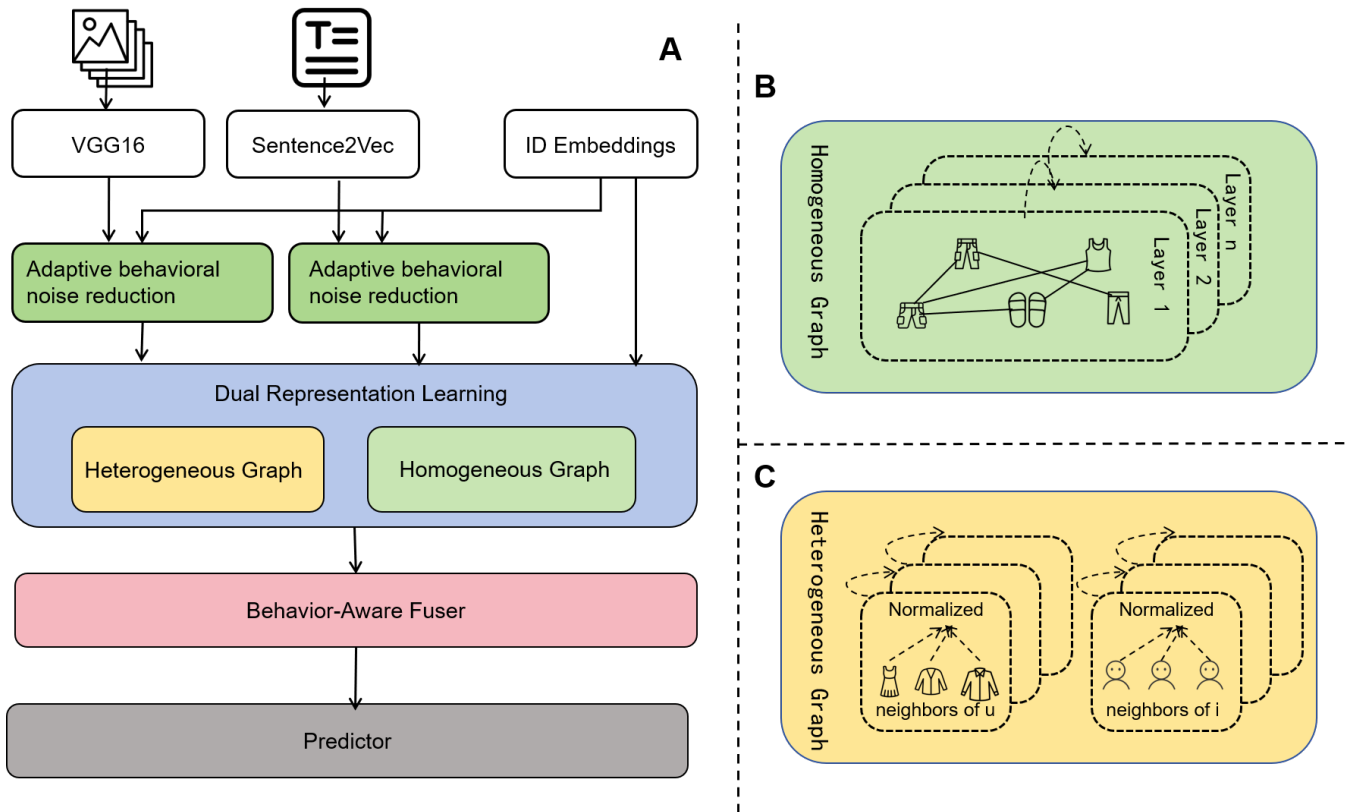 A
VGG16
Sentence2Vec
ID Embeddings
Adaptive behavioral
noise reduction
Adaptive behavioral
noise reduction
Dual Representation Learning
Heterogeneous Graph
Homogeneous Graph
Behavior-Aware Fuser
Predictor
B
Homogeneous Graph
Layer 1
Layer 2
Layer n
C
Heterogeneous Graph
Normalized
neighbors of u
Normalized
neighbors of i